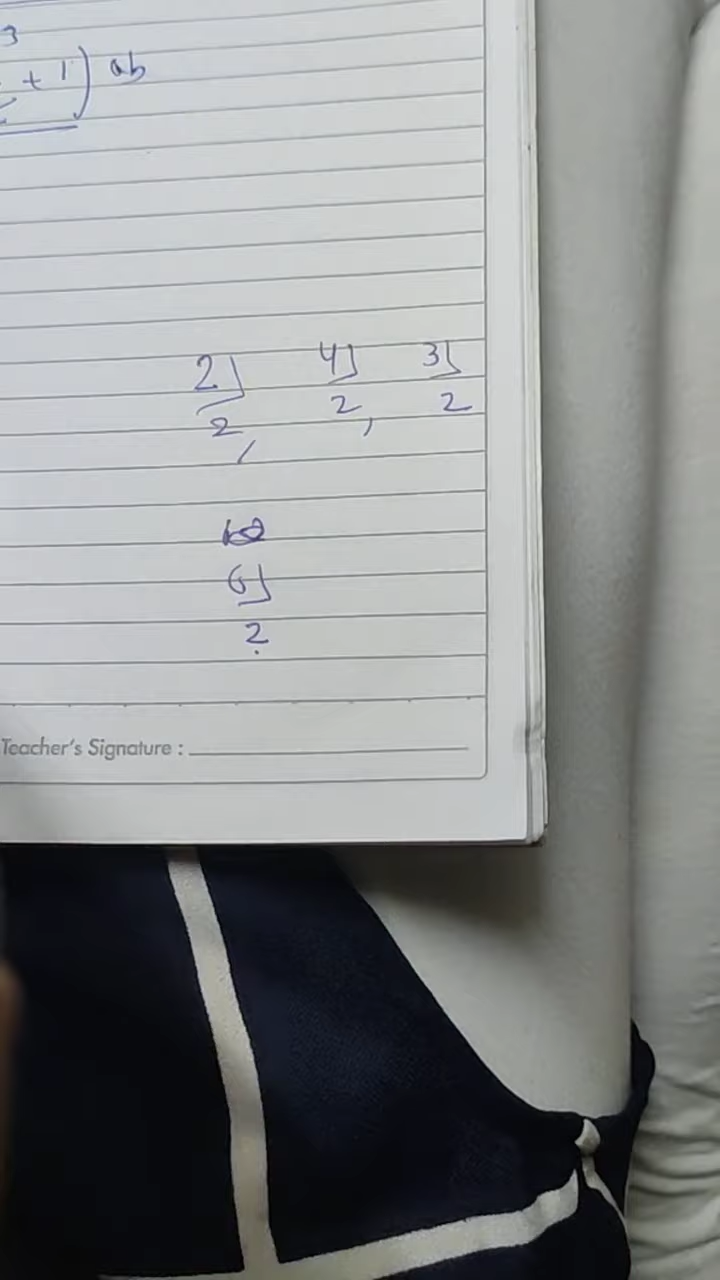 3
+ 1) ab
2⌋ 4⌋ 3⌋
2, 2, 2
6⌋
2
Teacher's Signature :